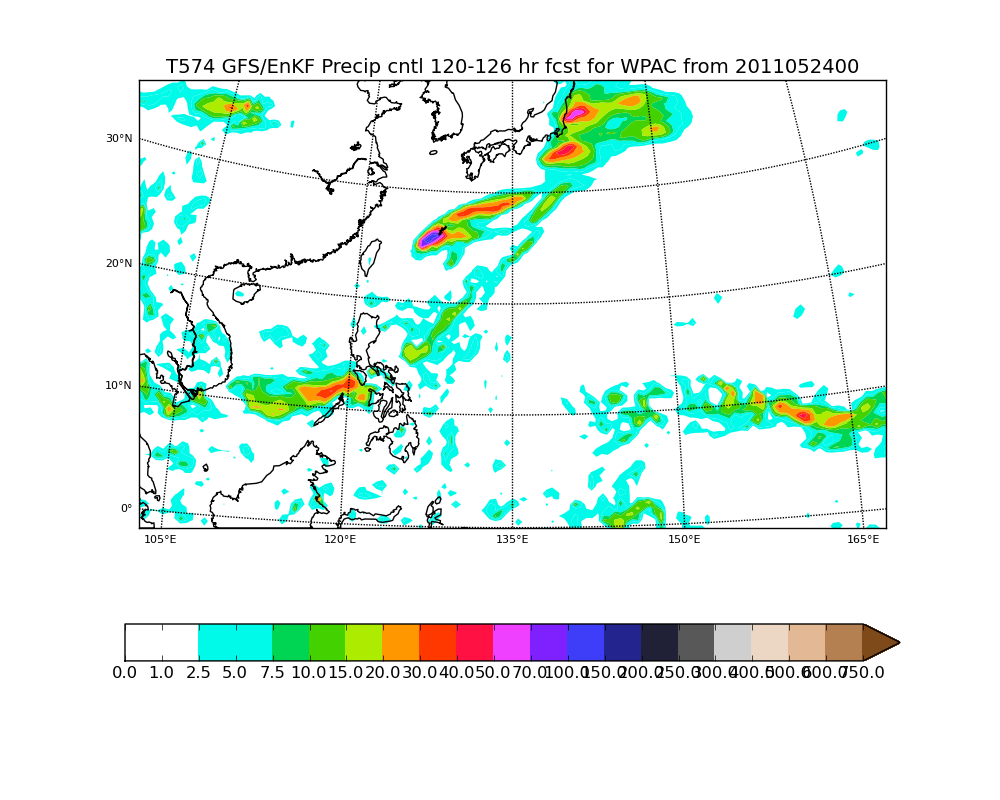 T574 GFS/EnKF Precip cntl 120-126 hr fcst for WPAC from 2011052400
30°N
20°N
10°N
0°
105°E 120°E 135°E 150°E 165°E
0.0 1.0 2.5 5.0 7.5 10.0 15.0 20.0 30.0 40.0 50.0 70.0 100.0 150.0 200.0 250.0 300.0 400.0 500.0 600.0 750.0